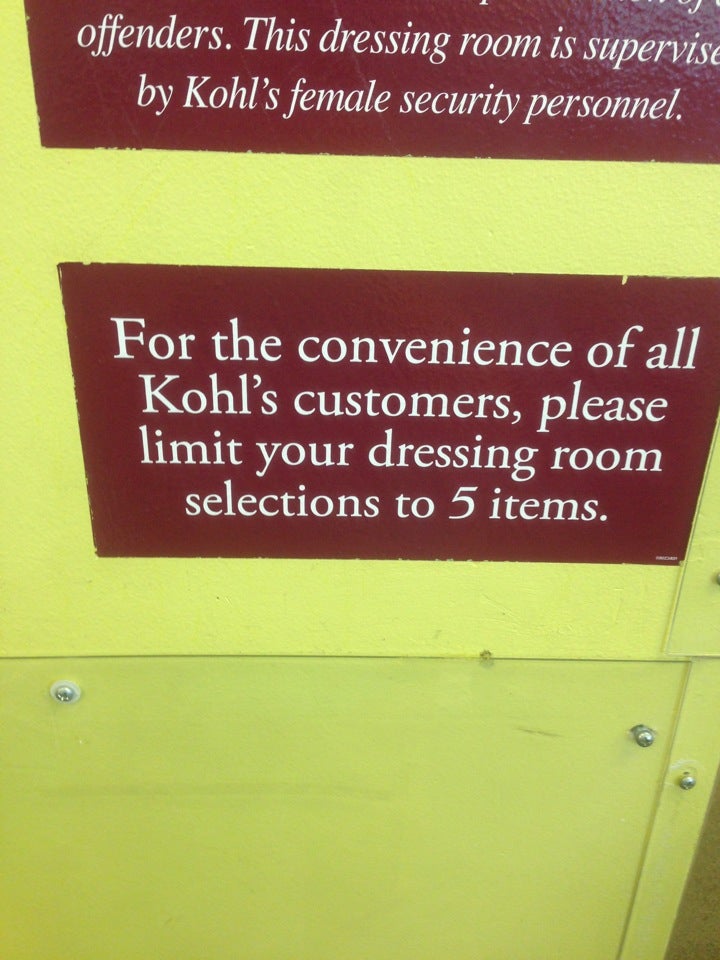 offenders. This dressing room is supervise
by Kohl's female security personnel.
For the convenience of all
Kohl's customers, please
limit your dressing room
selections to 5 items.